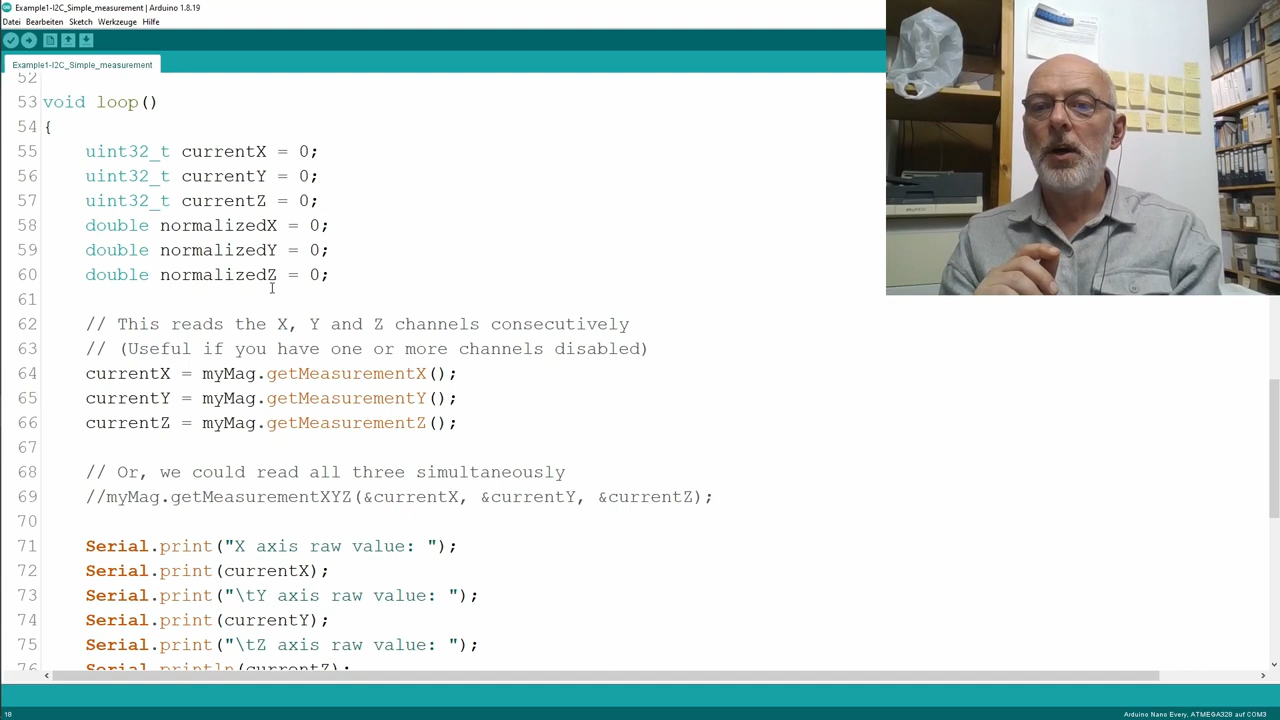 Example1-I2C_Simple_measurement | Arduino 1.8.19
Datei Bearbeiten Sketch Werkzeuge Hilfe
Example1-I2C_Simple_measurement
52
53 void loop()
54 {
55 uint32_t currentX = 0;
56 uint32_t currentY = 0;
57 uint32_t currentZ = 0;
58 double normalizedX = 0;
59 double normalizedY = 0;
60 double normalizedZ = 0;
61
62 // This reads the X, Y and Z channels consecutively
63 // (Useful if you have one or more channels disabled)
64 currentX = myMag.getMeasurementX();
65 currentY = myMag.getMeasurementY();
66 currentZ = myMag.getMeasurementZ();
67
68 // Or, we could read all three simultaneously
69 //myMag.getMeasurementXYZ(&currentX, &currentY, &currentZ);
70
71 Serial.print("X axis raw value: ");
72 Serial.print(currentX);
73 Serial.print("\tY axis raw value: ");
74 Serial.print(currentY);
75 Serial.print("\tZ axis raw value: ");
76 Serial.println(currentZ);
18
Arduino Nano Every, ATMEGA328 auf COM3